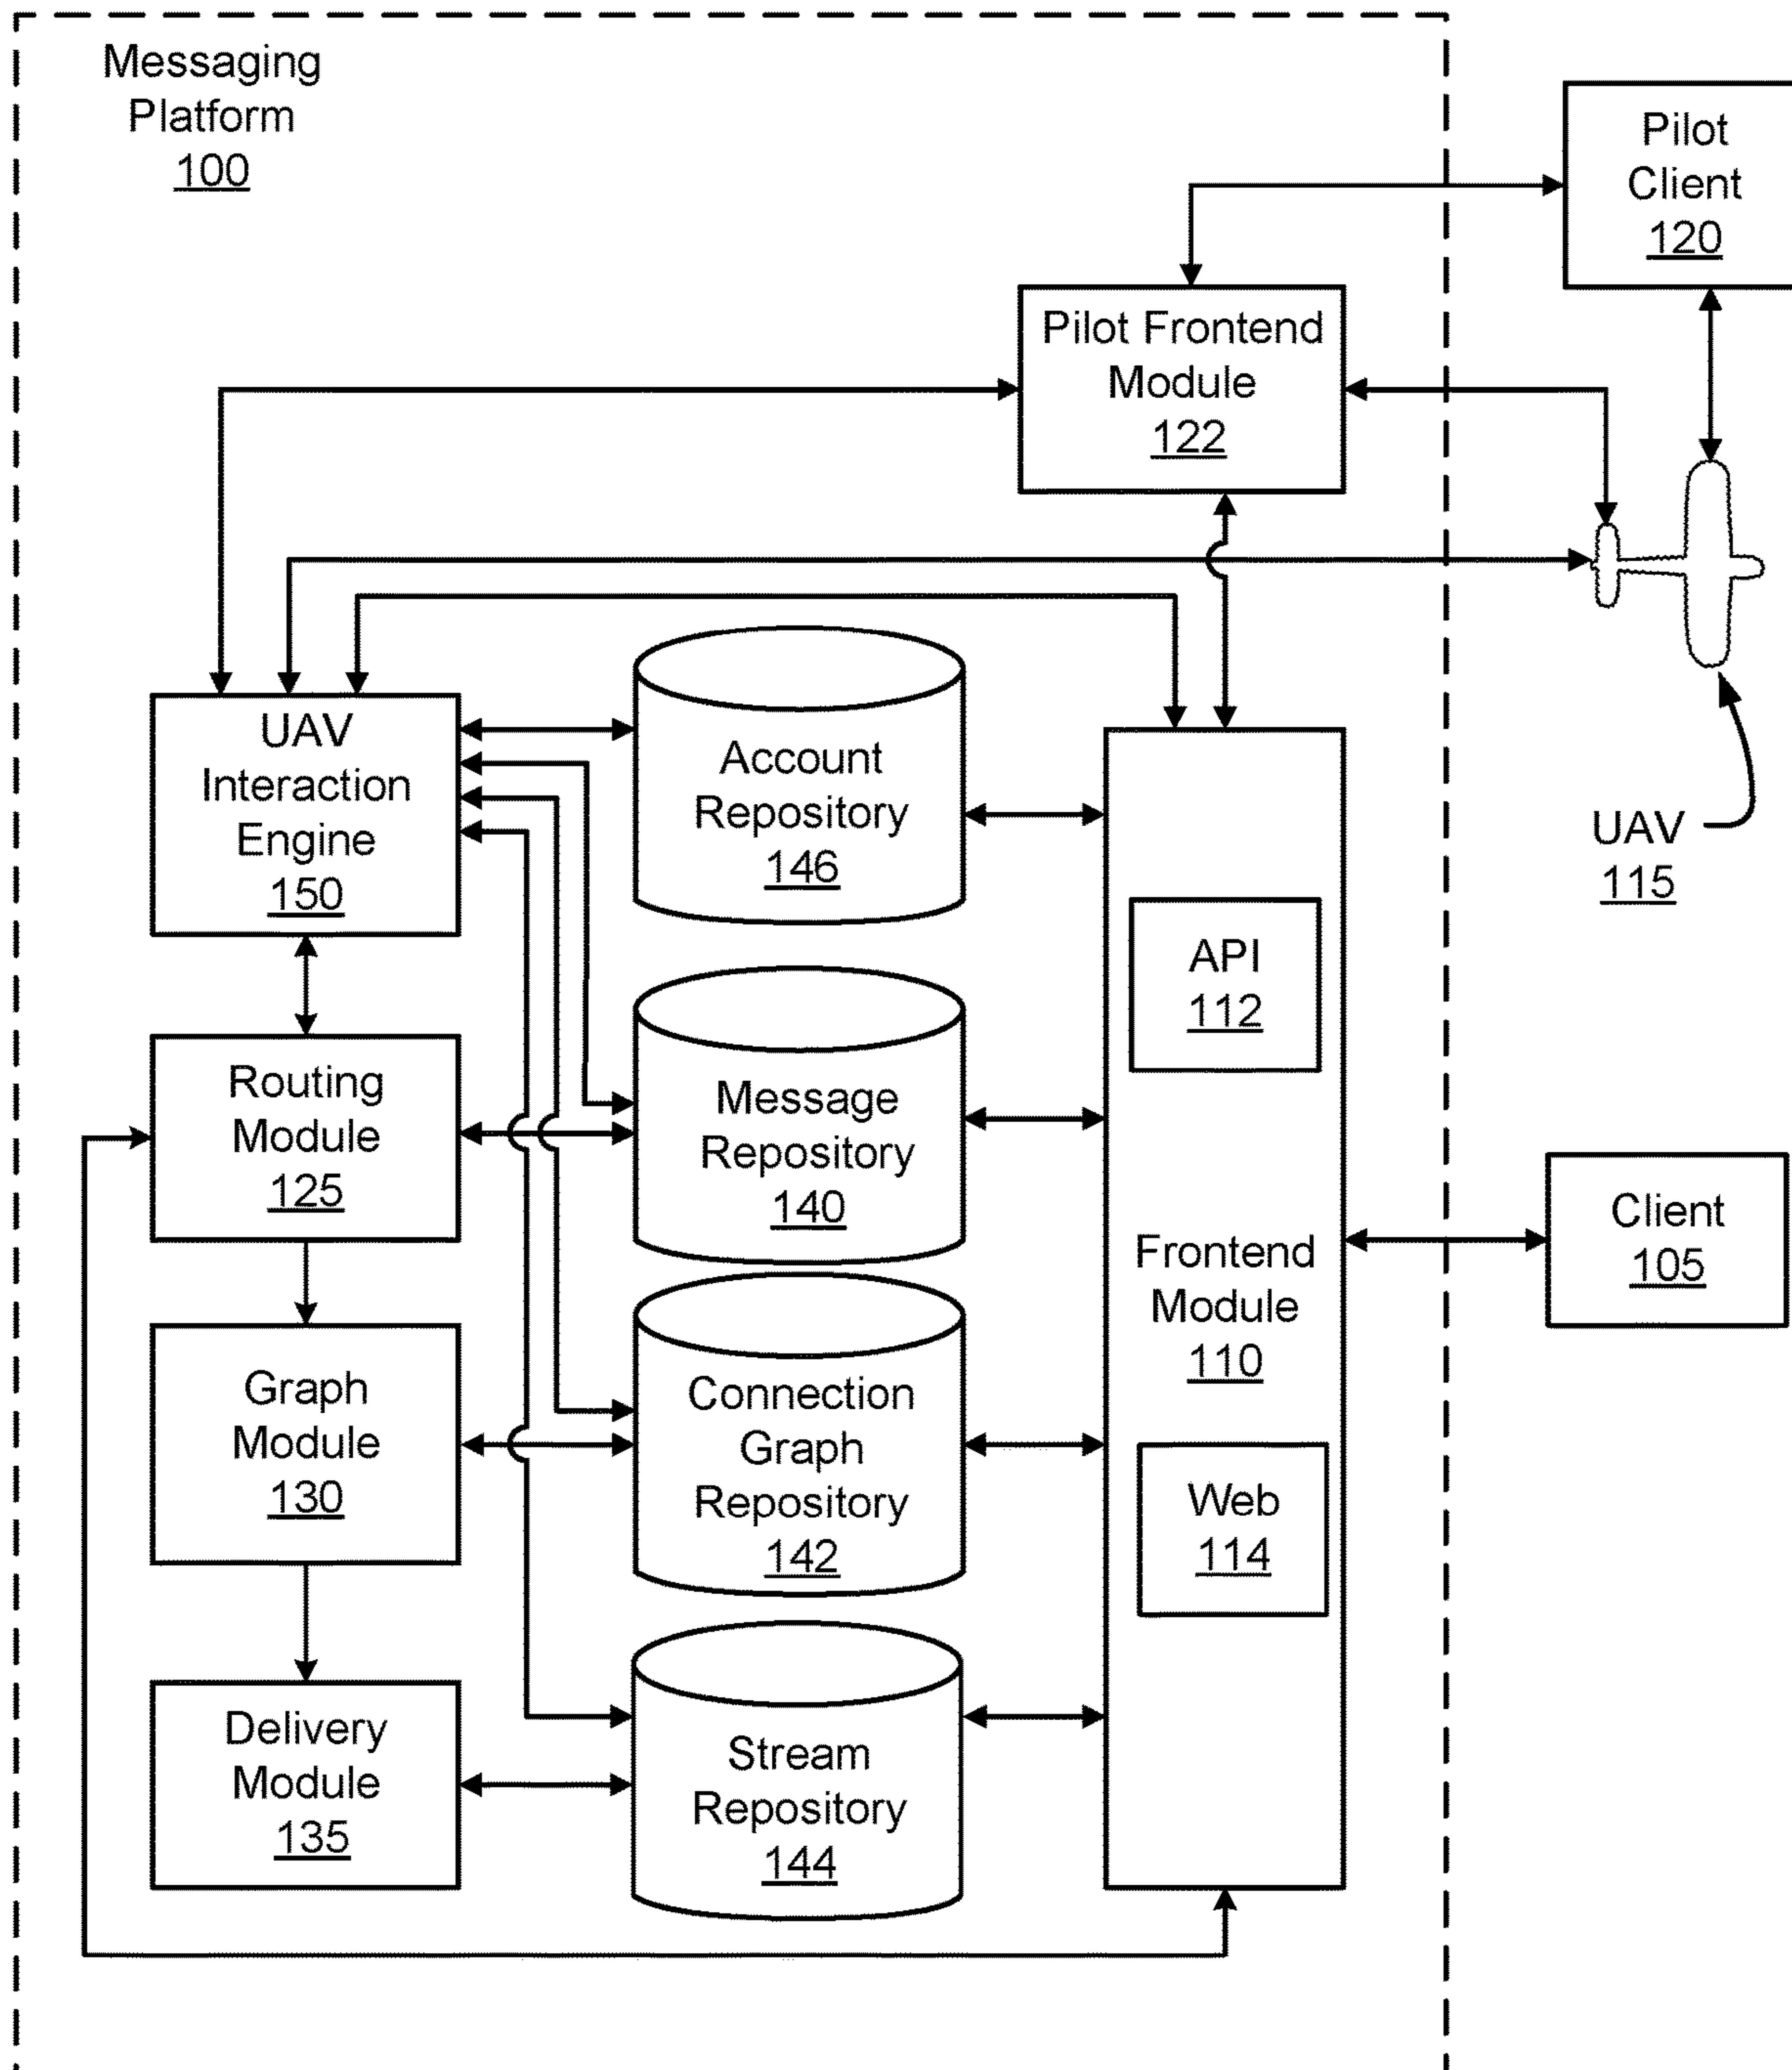 Messaging
Platform
100
Pilot
Client
120
Pilot Frontend
Module
122
UAV
Interaction
Engine
150
Account
Repository
146
UAV
115
API
112
Routing
Module
125
Message
Repository
140
Client
105
Frontend
Module
110
Graph
Module
130
Connection
Graph
Repository
142
Web
114
Delivery
Module
135
Stream
Repository
144